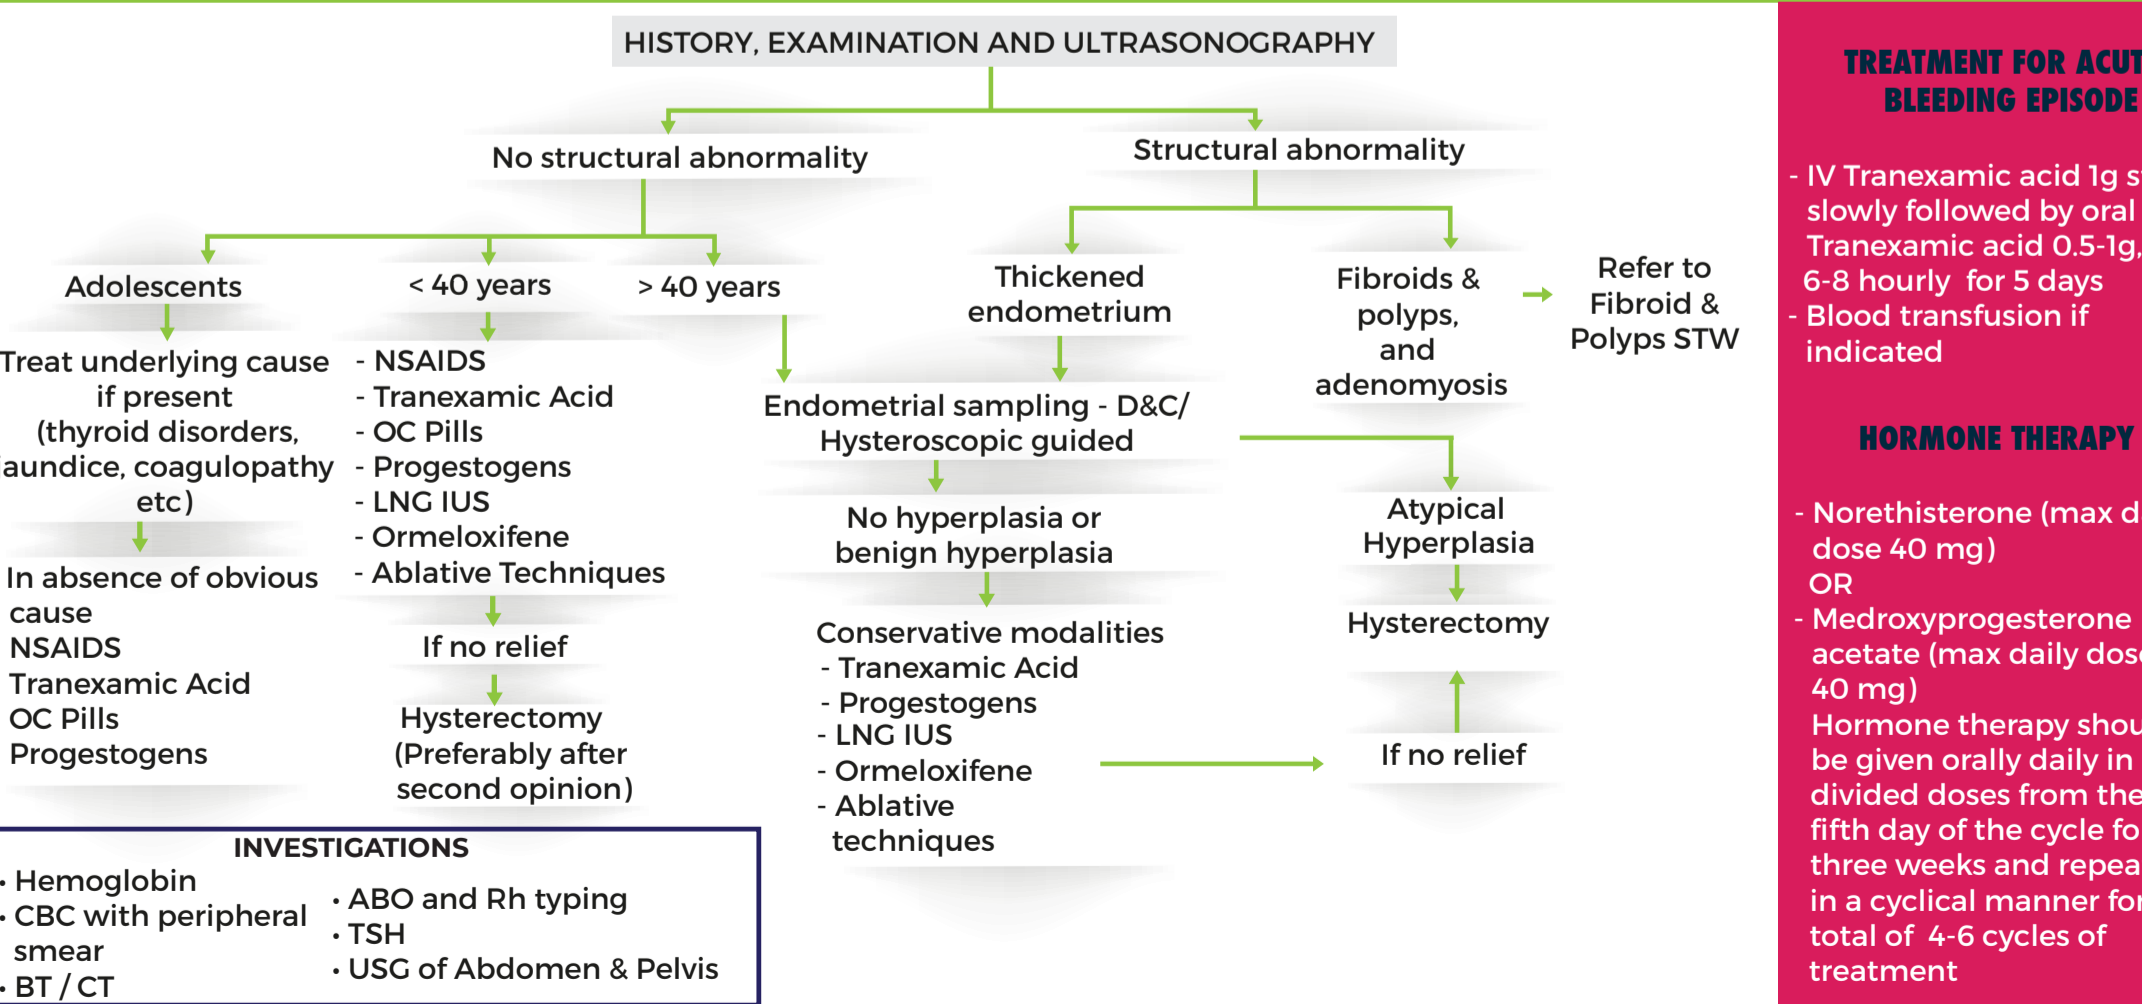 HISTORY, EXAMINATION AND ULTRASONOGRAPHY
No structural abnormality
Structural abnormality
Adolescents
< 40 years
> 40 years
Thickened
endometrium
Fibroids &
polyps,
and
adenomyosis
Refer to
Fibroid &
Polyps STW
Treat underlying cause
if present
(thyroid disorders,
jaundice, coagulopathy
etc)
In absence of obvious
cause
NSAIDS
Tranexamic Acid
OC Pills
Progestogens
- NSAIDS
- Tranexamic Acid
- OC Pills
- Progestogens
- LNG IUS
- Ormeloxifene
- Ablative Techniques
If no relief
Hysterectomy
(Preferably after
second opinion)
Endometrial sampling - D&C/
Hysteroscopic guided
No hyperplasia or
benign hyperplasia
Conservative modalities
- Tranexamic Acid
- Progestogens
- LNG IUS
- Ormeloxifene
- Ablative
techniques
Atypical
Hyperplasia
Hysterectomy
If no relief
INVESTIGATIONS
• Hemoglobin
• CBC with peripheral
smear
• BT / CT
• ABO and Rh typing
• TSH
• USG of Abdomen & Pelvis
TREATMENT FOR
BLEEDING EPISODE
- IV Tranexamic acid 1g
slowly followed by oral
Tranexamic acid 0.5-1g,
6-8 hourly for 5 days
- Blood transfusion if
indicated
HORMONE THERAPY
- Norethisterone (max
dose 40 mg)
OR
- Medroxyprogesterone
acetate (max daily
40 mg)
Hormone therapy
be given orally daily in
divided doses from the
fifth day of the cycle
three weeks and
in a cyclical manner for
total of 4-6 cycles of
treatment